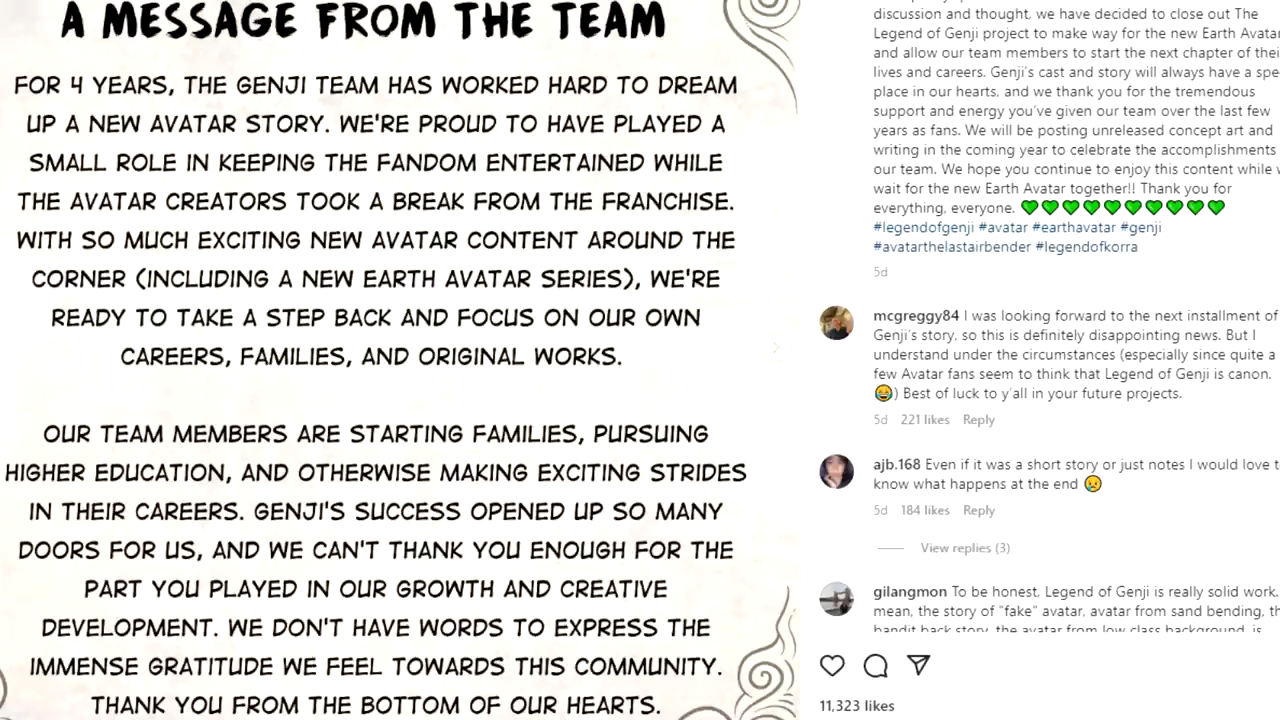 A MESSAGE FROM THE TEAM
FOR 4 YEARS, THE GENJI TEAM HAS WORKED HARD TO DREAM
UP A NEW AVATAR STORY. WE'RE PROUD TO HAVE PLAYED A
SMALL ROLE IN KEEPING THE FANDOM ENTERTAINED WHILE
THE AVATAR CREATORS TOOK A BREAK FROM THE FRANCHISE.
WITH SO MUCH EXCITING NEW AVATAR CONTENT AROUND THE
CORNER (INCLUDING A NEW EARTH AVATAR SERIES), WE'RE
READY TO TAKE A STEP BACK AND FOCUS ON OUR OWN
CAREERS, FAMILIES, AND ORIGINAL WORKS.
OUR TEAM MEMBERS ARE STARTING FAMILIES, PURSUING
HIGHER EDUCATION, AND OTHERWISE MAKING EXCITING STRIDES
IN THEIR CAREERS. GENJI'S SUCCESS OPENED UP SO MANY
DOORS FOR US, AND WE CAN'T THANK YOU ENOUGH FOR THE
PART YOU PLAYED IN OUR GROWTH AND CREATIVE
DEVELOPMENT. WE DON'T HAVE WORDS TO EXPRESS THE
IMMENSE GRATITUDE WE FEEL TOWARDS THIS COMMUNITY.
THANK YOU FROM THE BOTTOM OF OUR HEARTS.
discussion and thought, we have decided to close out The
Legend of Genji project to make way for the new Earth Avatar
and allow our team members to start the next chapter of thei
lives and careers. Genji's cast and story will always have a spe
place in our hearts, and we thank you for the tremendous
support and energy you've given our team over the last few
years as fans. We will be posting unreleased concept art and
writing in the coming year to celebrate the accomplishments
our team. We hope you continue to enjoy this content while w
wait for the new Earth Avatar together!! Thank you for
everything, everyone. 💚💚💚💚💚💚💚💚💚💚
#legendofgenji #avatar #earthavatar #genji
#avatarthelastairbender #legendofkorra
5d
mcgreggy84 I was looking forward to the next installment of
Genji's story, so this is definitely disappointing news. But I
understand under the circumstances (especially since quite a
few Avatar fans seem to think that Legend of Genji is canon.
😂) Best of luck to y'all in your future projects.
5d 221 likes Reply
ajb.168 Even if it was a short story or just notes I would love t
know what happens at the end 😢
5d 184 likes Reply
View replies (3)
gilangmon To be honest, Legend of Genji is really solid work.
mean, the story of "fake" avatar, avatar from sand bending, th
bandit back story, the avatar from low class background, is
11,323 likes